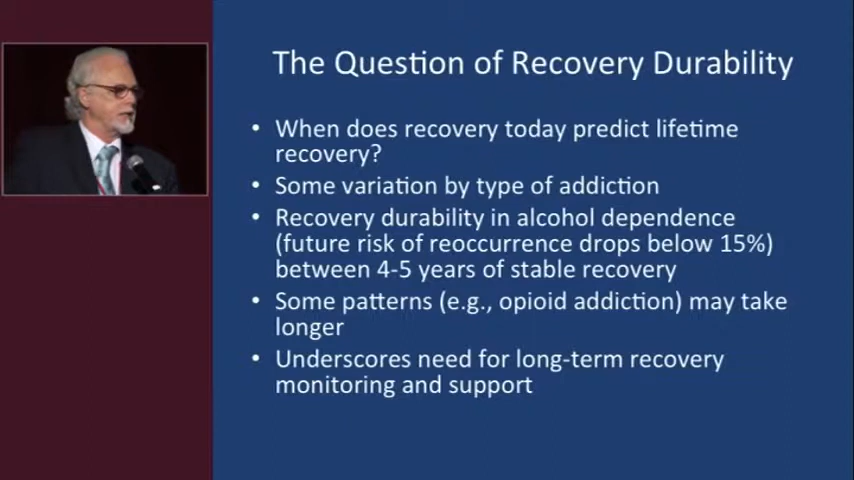 The Question of Recovery Durability
• When does recovery today predict lifetime
recovery?
• Some variation by type of addiction
• Recovery durability in alcohol dependence
(future risk of reoccurrence drops below 15%)
between 4-5 years of stable recovery
• Some patterns (e.g., opioid addiction) may take
longer
• Underscores need for long-term recovery
monitoring and support